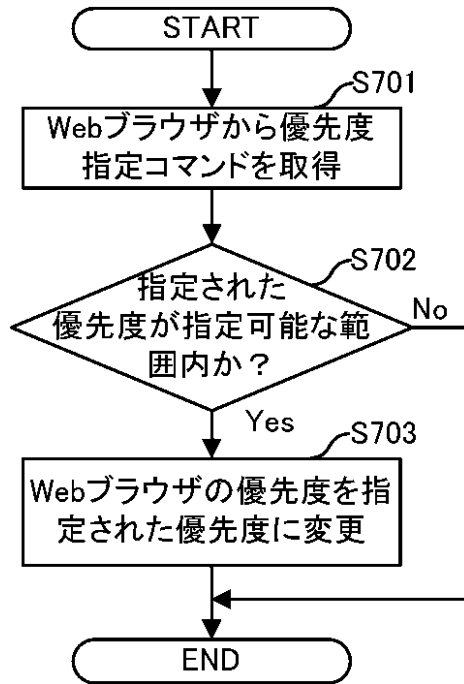 START
S701
Webブラウザから優先度
指定コマンドを取得
S702
指定された
優先度が指定可能な範
囲内か？
No
Yes
S703
Webブラウザの優先度を指
定された優先度に変更
END